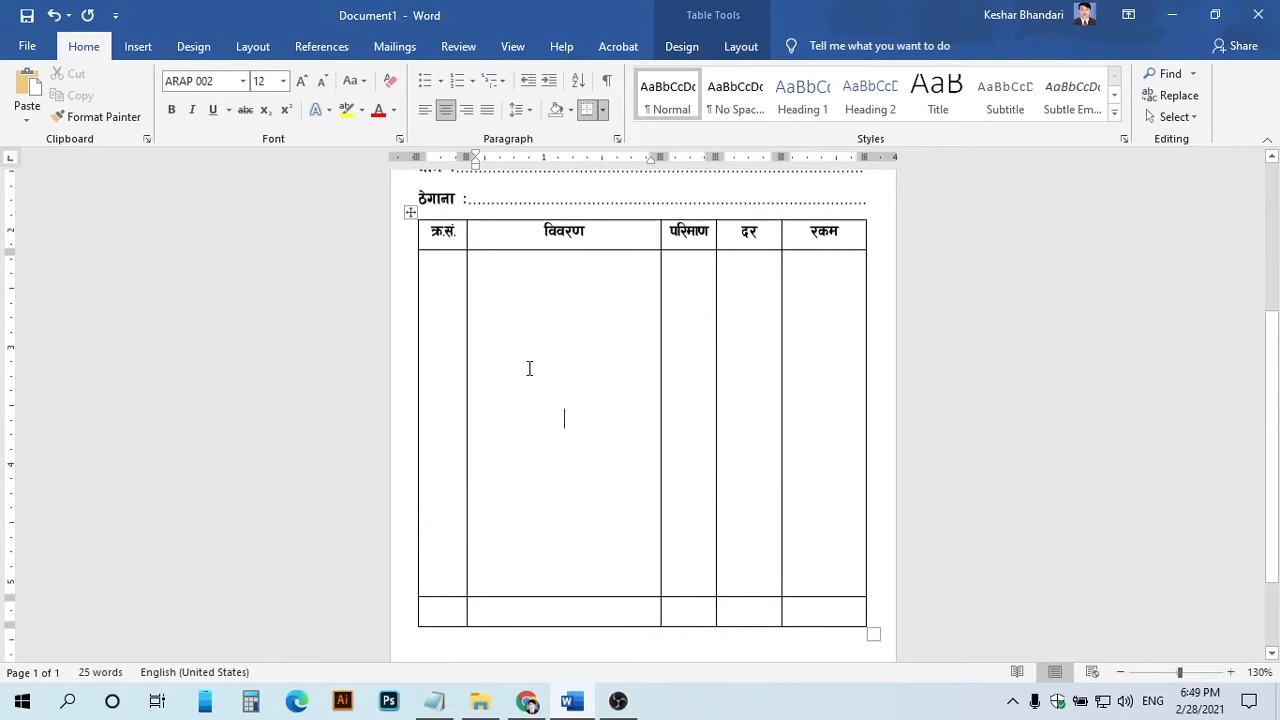 Document1 - Word
Table Tools
Keshar Bhandari
File Home Insert Design Layout References Mailings Review View Help Acrobat Design Layout Tell me what you want to do Share
Paste
Cut
Copy
Format Painter
Clipboard
ARAP 002 12
Font
Paragraph
AaBbCcDc AaBbCcDc AaBbCc AaBbCcD AaB AaBbCcD AaBbCcDc
¶ Normal ¶ No Spac... Heading 1 Heading 2 Title Subtitle Subtle Em...
Styles
Find
Replace
Select
Editing
ठेगाना :
क्र.सं. विवरण परिमाण दर रकम
Page 1 of 1 25 words English (United States) 130%
ENG
6:49 PM
2/28/2021